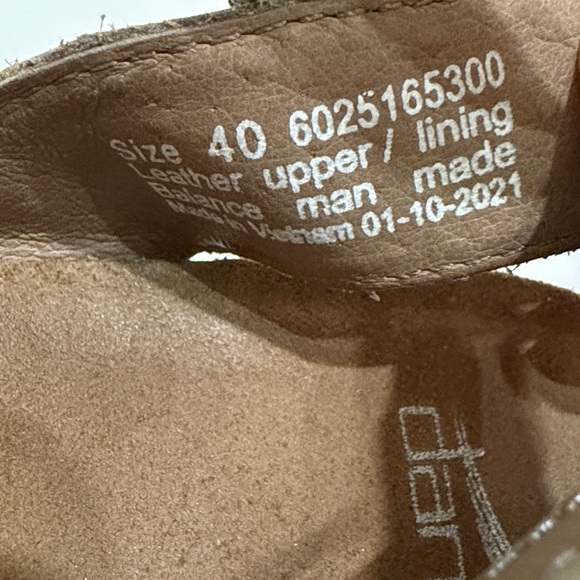 Size 40 6025165300
Leather upper/ lining
Balance man made
Made in Vietnam 01-10-2021